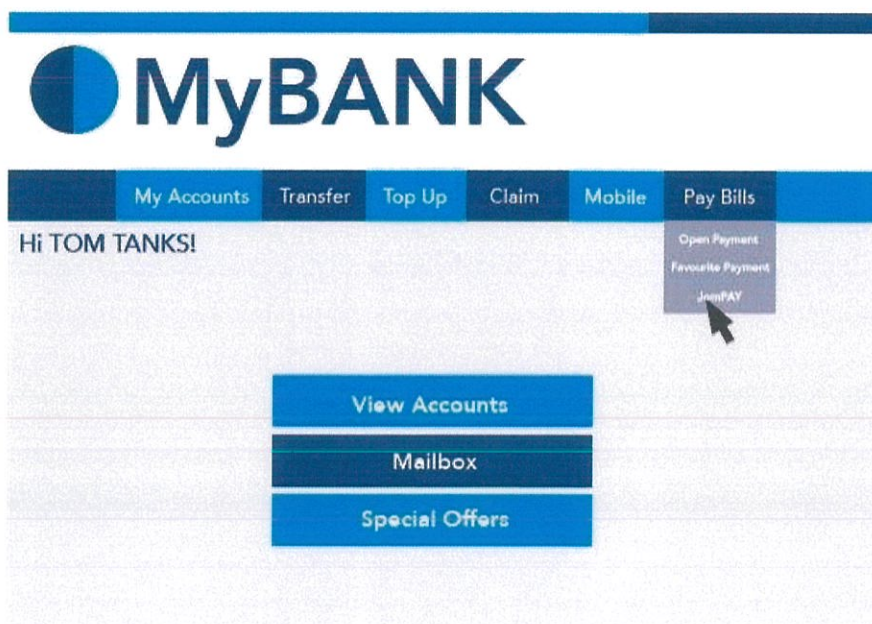 MyBANK
My Accounts Transfer Top Up Claim Mobile Pay Bills
Hi TOM TANKS!
Open Payment
Favourite Payment
JomPAY
View Accounts
Mailbox
Special Offers